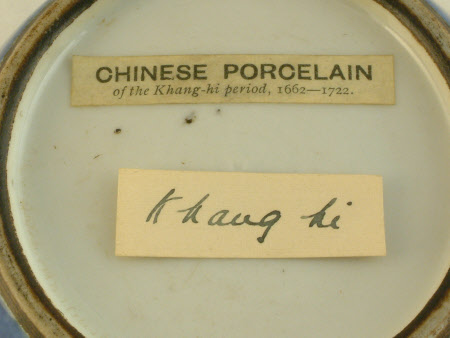 CHINESE PORCELAIN
of the Khang-hi period, 1662—1722.
Khang hi